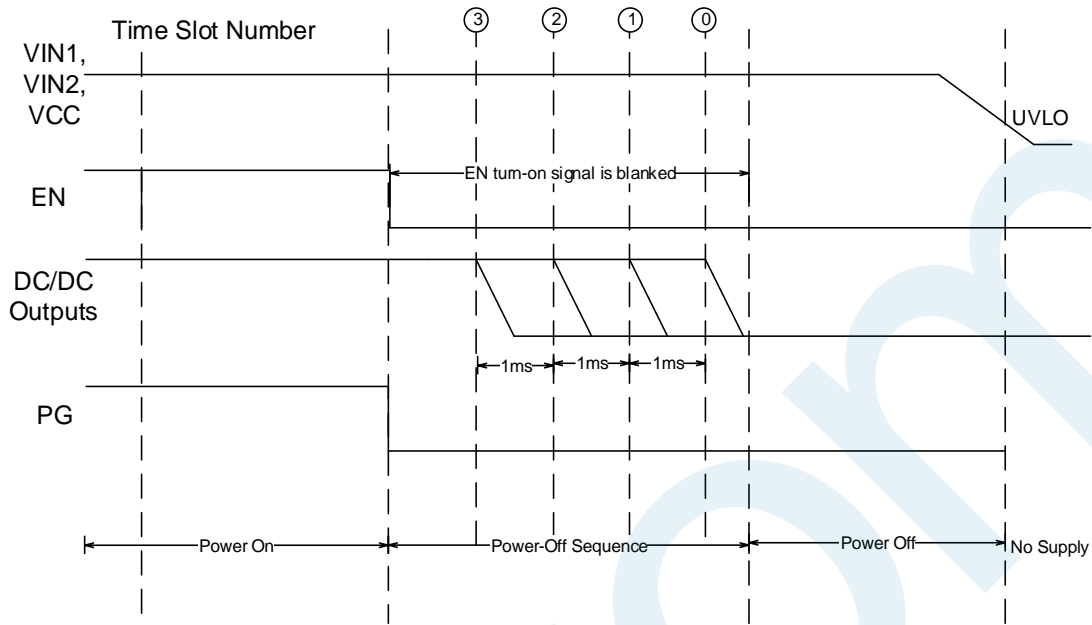 Time Slot Number
3
2
1
0
VIN1,
VIN2,
VCC
UVLO
EN turn-on signal is blanked
EN
DC/DC
Outputs
1ms
1ms
1ms
PG
Power On
Power-Off Sequence
Power Off
No Supply